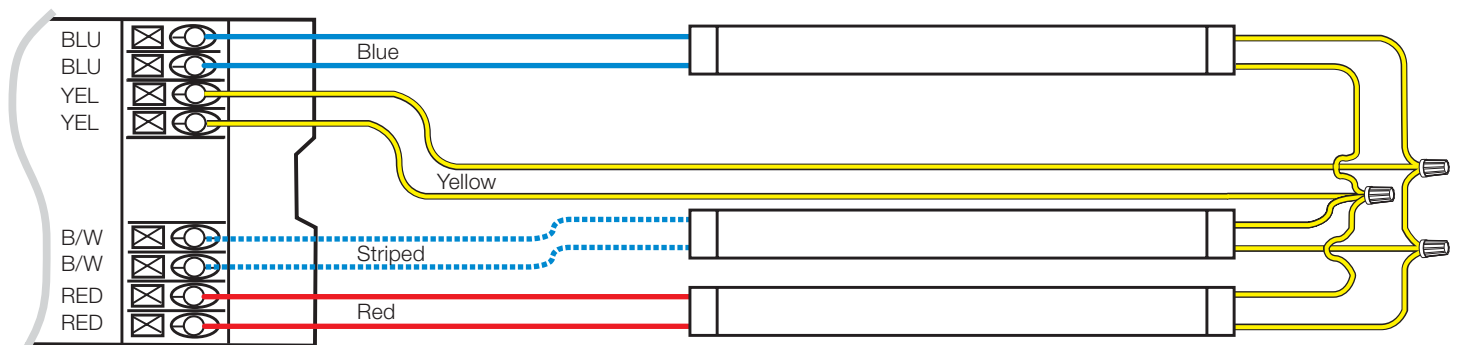 BLU
Blue
BLU
YEL
YEL
Yellow
B/W
Striped
B/W
RED
Red
RED